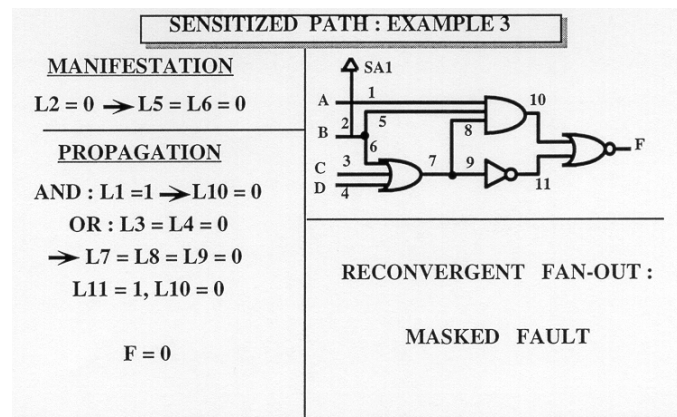 SENSITIZED PATH : EXAMPLE 3
MANIFESTATION
L2 = 0 → L5 = L6 = 0
PROPAGATION
AND : L1 =1 → L10 = 0
OR : L3 = L4 = 0
→ L7 = L8 = L9 = 0
L11 = 1, L10 = 0
F = 0
SA1
A 1 10
2 5
B 8 F
6
C 3 7 9
D 4 11
RECONVERGENT FAN-OUT :
MASKED FAULT